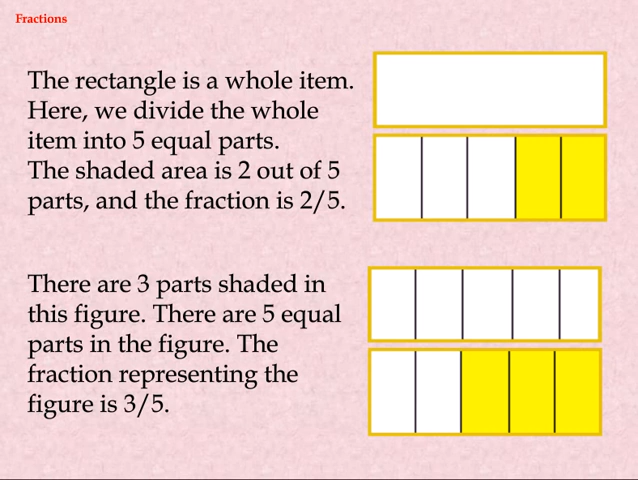 Fractions
The rectangle is a whole item.
Here, we divide the whole
item into 5 equal parts.
The shaded area is 2 out of 5
parts, and the fraction is 2/5.
There are 3 parts shaded in
this figure. There are 5 equal
parts in the figure. The
fraction representing the
figure is 3/5.